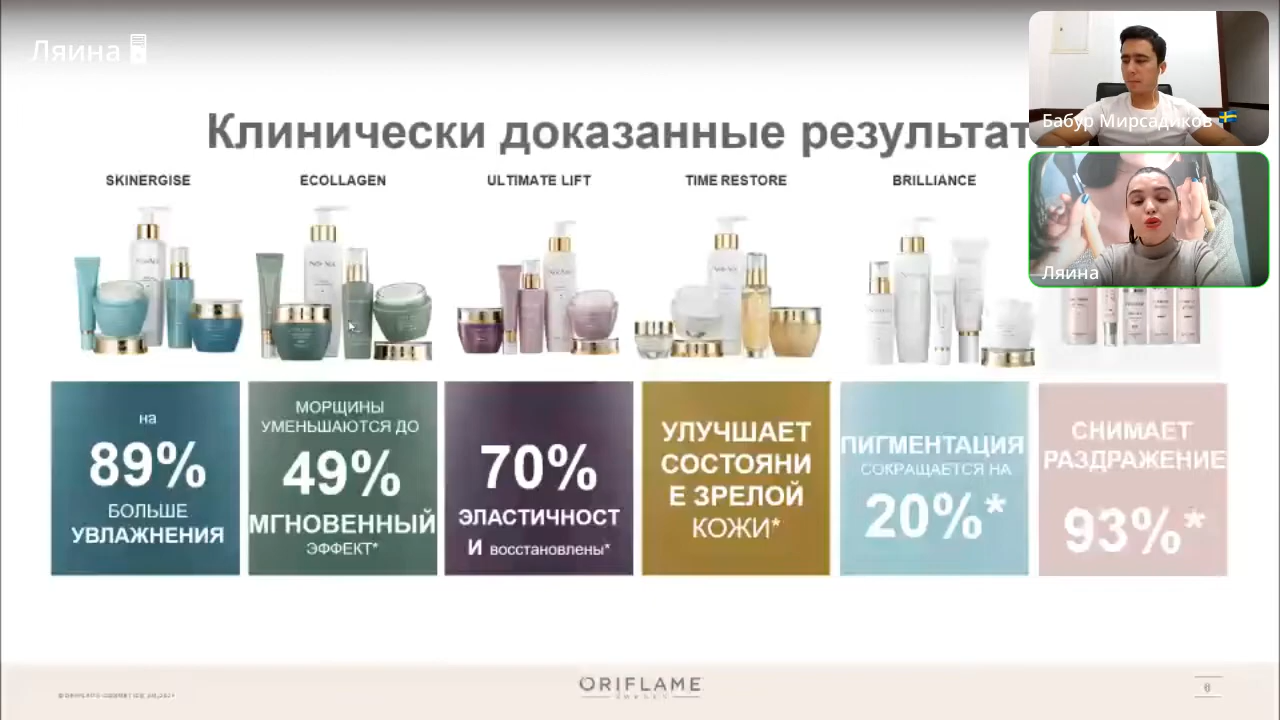 Ляина
Клинически доказанные результат
Бабур Мирсадиков
Ляина
SKINERGISE
ECOLLAGEN
ULTIMATE LIFT
TIME RESTORE
BRILLIANCE
на
89%
БОЛЬШЕ
УВЛАЖНЕНИЯ
МОРЩИНЫ
УМЕНЬШАЮТСЯ ДО
49%
МГНОВЕННЫЙ
ЭФФЕКТ*
70%
ЭЛАСТИЧНОСТ
И восстановлены*
УЛУЧШАЕТ
СОСТОЯНИ
Е ЗРЕЛОЙ
КОЖИ*
ПИГМЕНТАЦИЯ
СОКРАЩАЕТСЯ НА
20%*
СНИМАЕТ
РАЗДРАЖЕНИЕ
93%*
ORIFLAME
SWEDEN